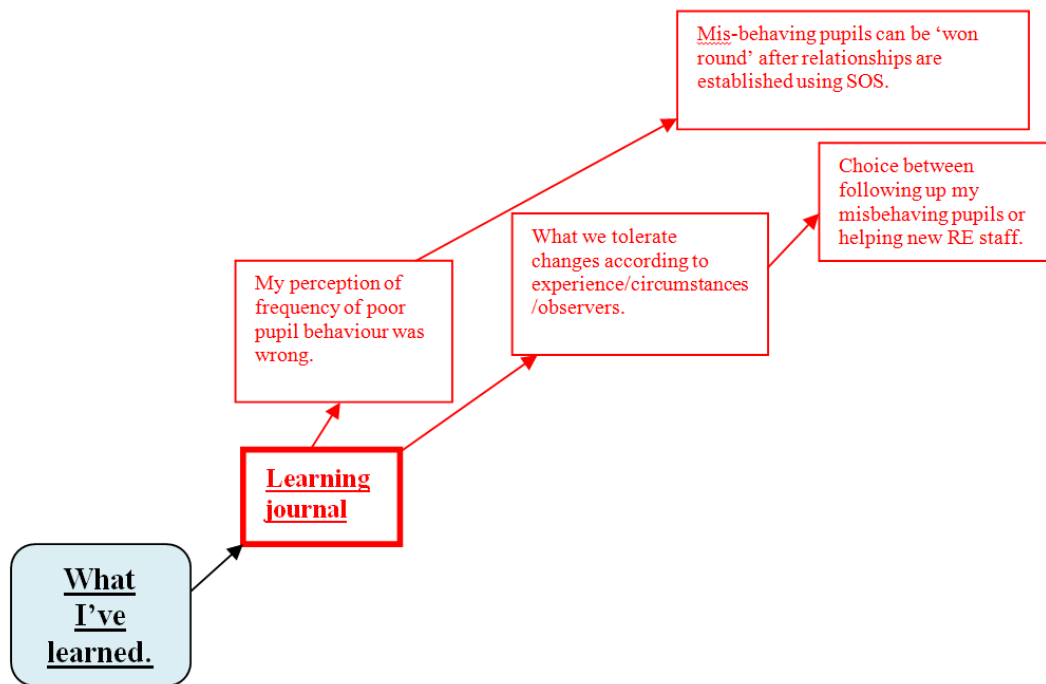 Mis-behaving pupils can be ‘won
round’ after relationships are
established using SOS.
Choice between
following up my
misbehaving pupils or
helping new RE staff.
What we tolerate
changes according to
experience/circumstances
/observers.
My perception of
frequency of poor
pupil behaviour was
wrong.
Learning
journal
What
I’ve
learned.